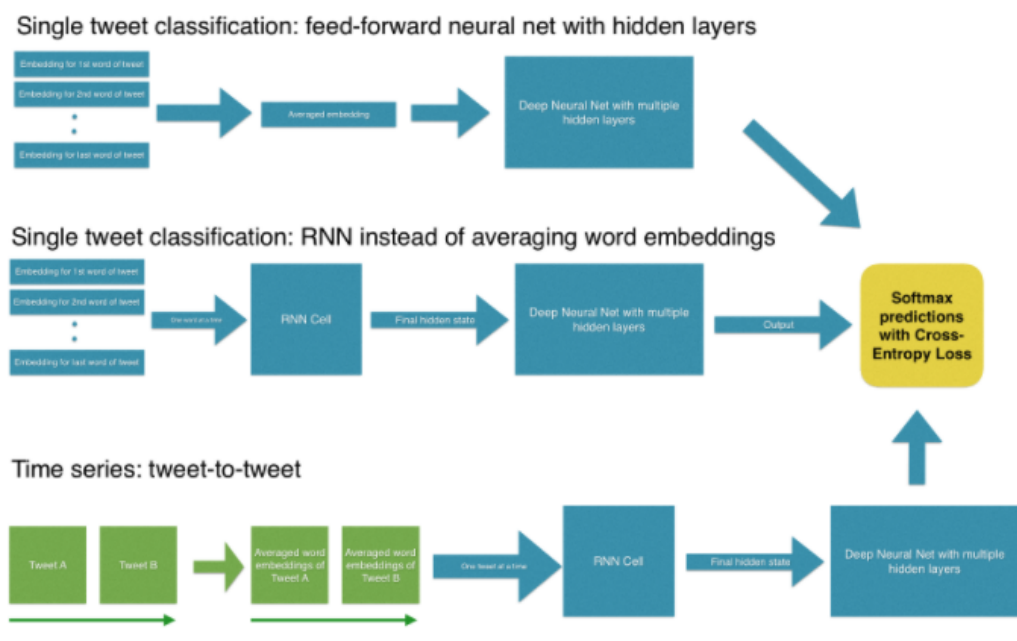 Single tweet classification: feed-forward neural net with hidden layers
Embedding for 1st word of tweet
Embedding for 2nd word of tweet
Embedding for last word of tweet
Averaged embedding
Deep Neural Net with multiple
hidden layers
Single tweet classification: RNN instead of averaging word embeddings
Embedding for 1st word of tweet
Embedding for 2nd word of tweet
Embedding for last word of tweet
One word at a time
RNN Cell
Final hidden state
Deep Neural Net with multiple
hidden layers
Output
Softmax
predictions
with Cross-
Entropy Loss
Time series: tweet-to-tweet
Tweet A
Tweet B
Averaged word
embeddings of
Tweet A
Averaged word
embeddings of
Tweet B
One tweet at a time
RNN Cell
Final hidden state
Deep Neural Net with multiple
hidden layers